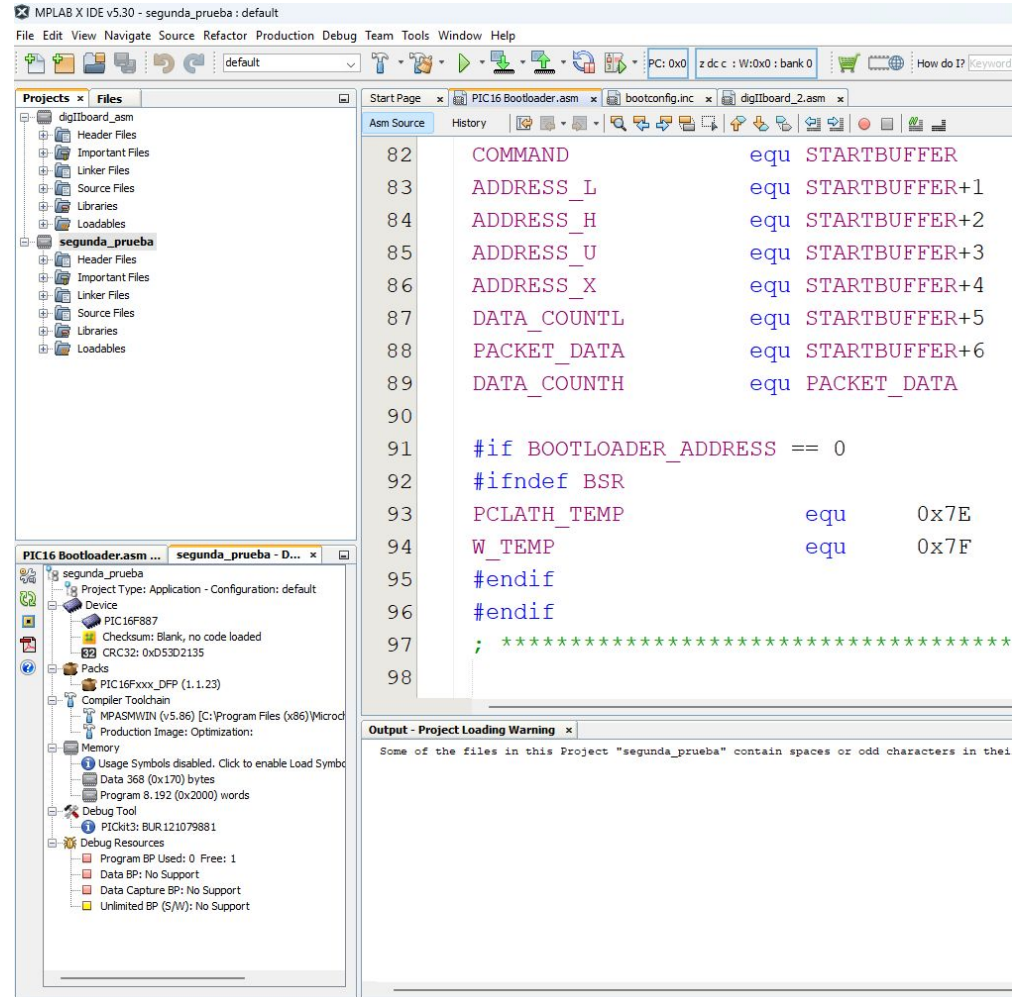 MPLAB X IDE v5.30 - segunda_prueba : default
File Edit View Navigate Source Refactor Production Debug Team Tools Window Help
default PC: 0x0 z dc c : W:0x0 : bank 0 How do I? Keyword
Projects x Files
digIIboard_asm
Header Files
Important Files
Linker Files
Source Files
Libraries
Loadables
segunda_prueba
Header Files
Important Files
Linker Files
Source Files
Libraries
Loadables
Start Page x PIC16 Bootloader.asm x bootconfig.inc x digIIboard_2.asm x
Asm Source History
82 COMMAND equ STARTBUFFER
83 ADDRESS_L equ STARTBUFFER+1
84 ADDRESS_H equ STARTBUFFER+2
85 ADDRESS_U equ STARTBUFFER+3
86 ADDRESS_X equ STARTBUFFER+4
87 DATA_COUNTL equ STARTBUFFER+5
88 PACKET_DATA equ STARTBUFFER+6
89 DATA_COUNTH equ PACKET_DATA
90
91 #if BOOTLOADER_ADDRESS == 0
92 #ifndef BSR
93 PCLATH_TEMP equ 0x7E
94 W_TEMP equ 0x7F
95 #endif
96 #endif
97 ; *************************************
98
PIC16 Bootloader.asm ... segunda_prueba - D... x
segunda_prueba
Project Type: Application - Configuration: default
Device
PIC16F887
Checksum: Blank, no code loaded
32 CRC32: 0xD53D2135
Packs
PIC16Fxxx_DFP (1.1.23)
Compiler Toolchain
MPASMWIN (v5.86) [C:\Program Files (x86)\Microch
Production Image: Optimization:
Memory
Usage Symbols disabled. Click to enable Load Symbo
Data 368 (0x170) bytes
Program 8.192 (0x2000) words
Debug Tool
PICkit3: BUR121079881
Debug Resources
Program BP Used: 0 Free: 1
Data BP: No Support
Data Capture BP: No Support
Unlimited BP (S/W): No Support
Output - Project Loading Warning x
Some of the files in this Project "segunda_prueba" contain spaces or odd characters in thei